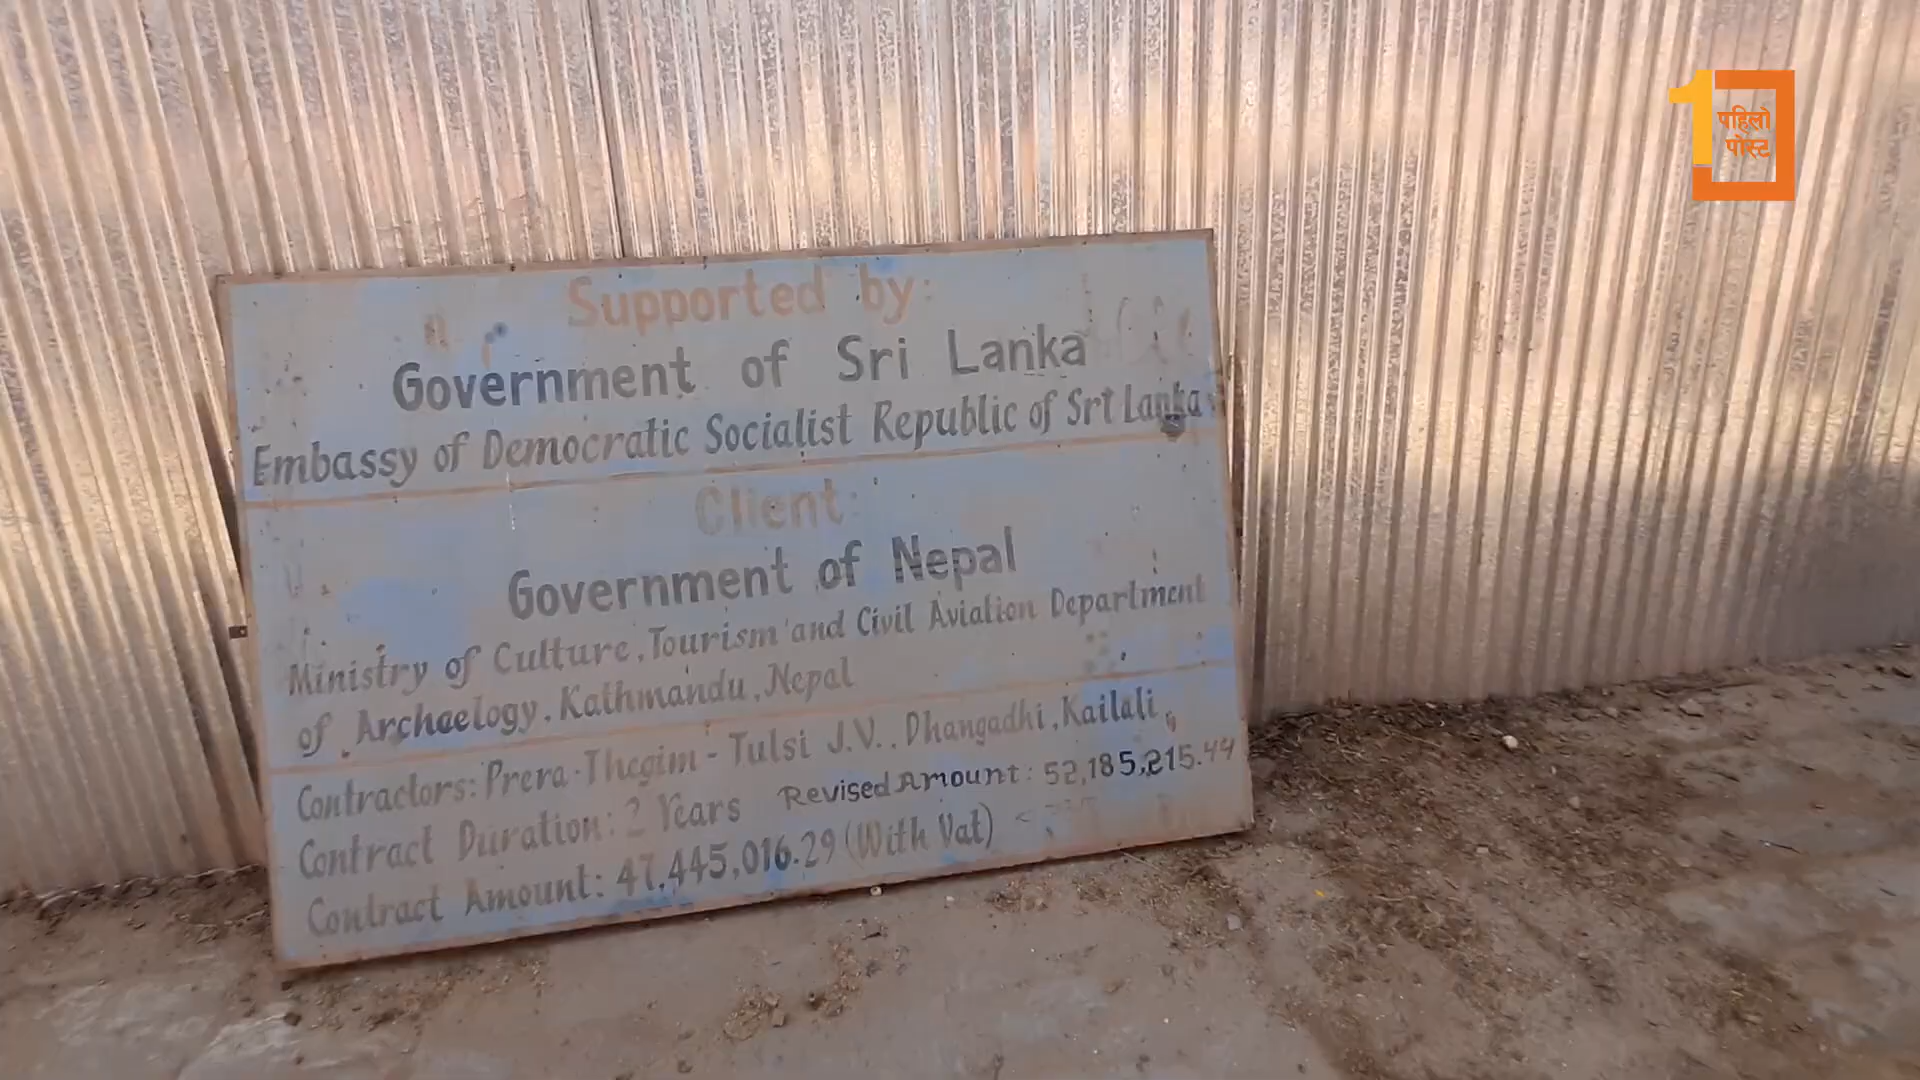 पहिलो
पोस्ट
Supported by:
Government of Sri Lanka
Embassy of Democratic Socialist Republic of Sri Lanka
Client:
Government of Nepal
Ministry of Culture, Tourism and Civil Aviation Department
of Archaelogy, Kathmandu, Nepal
Contractors: Prera-Thegim-Tulsi J.V., Dhangadhi, Kailali
Contract Duration: 2 Years Revised Amount: 52,185,215.44
Contract Amount: 47,445,016.29 (With Vat)